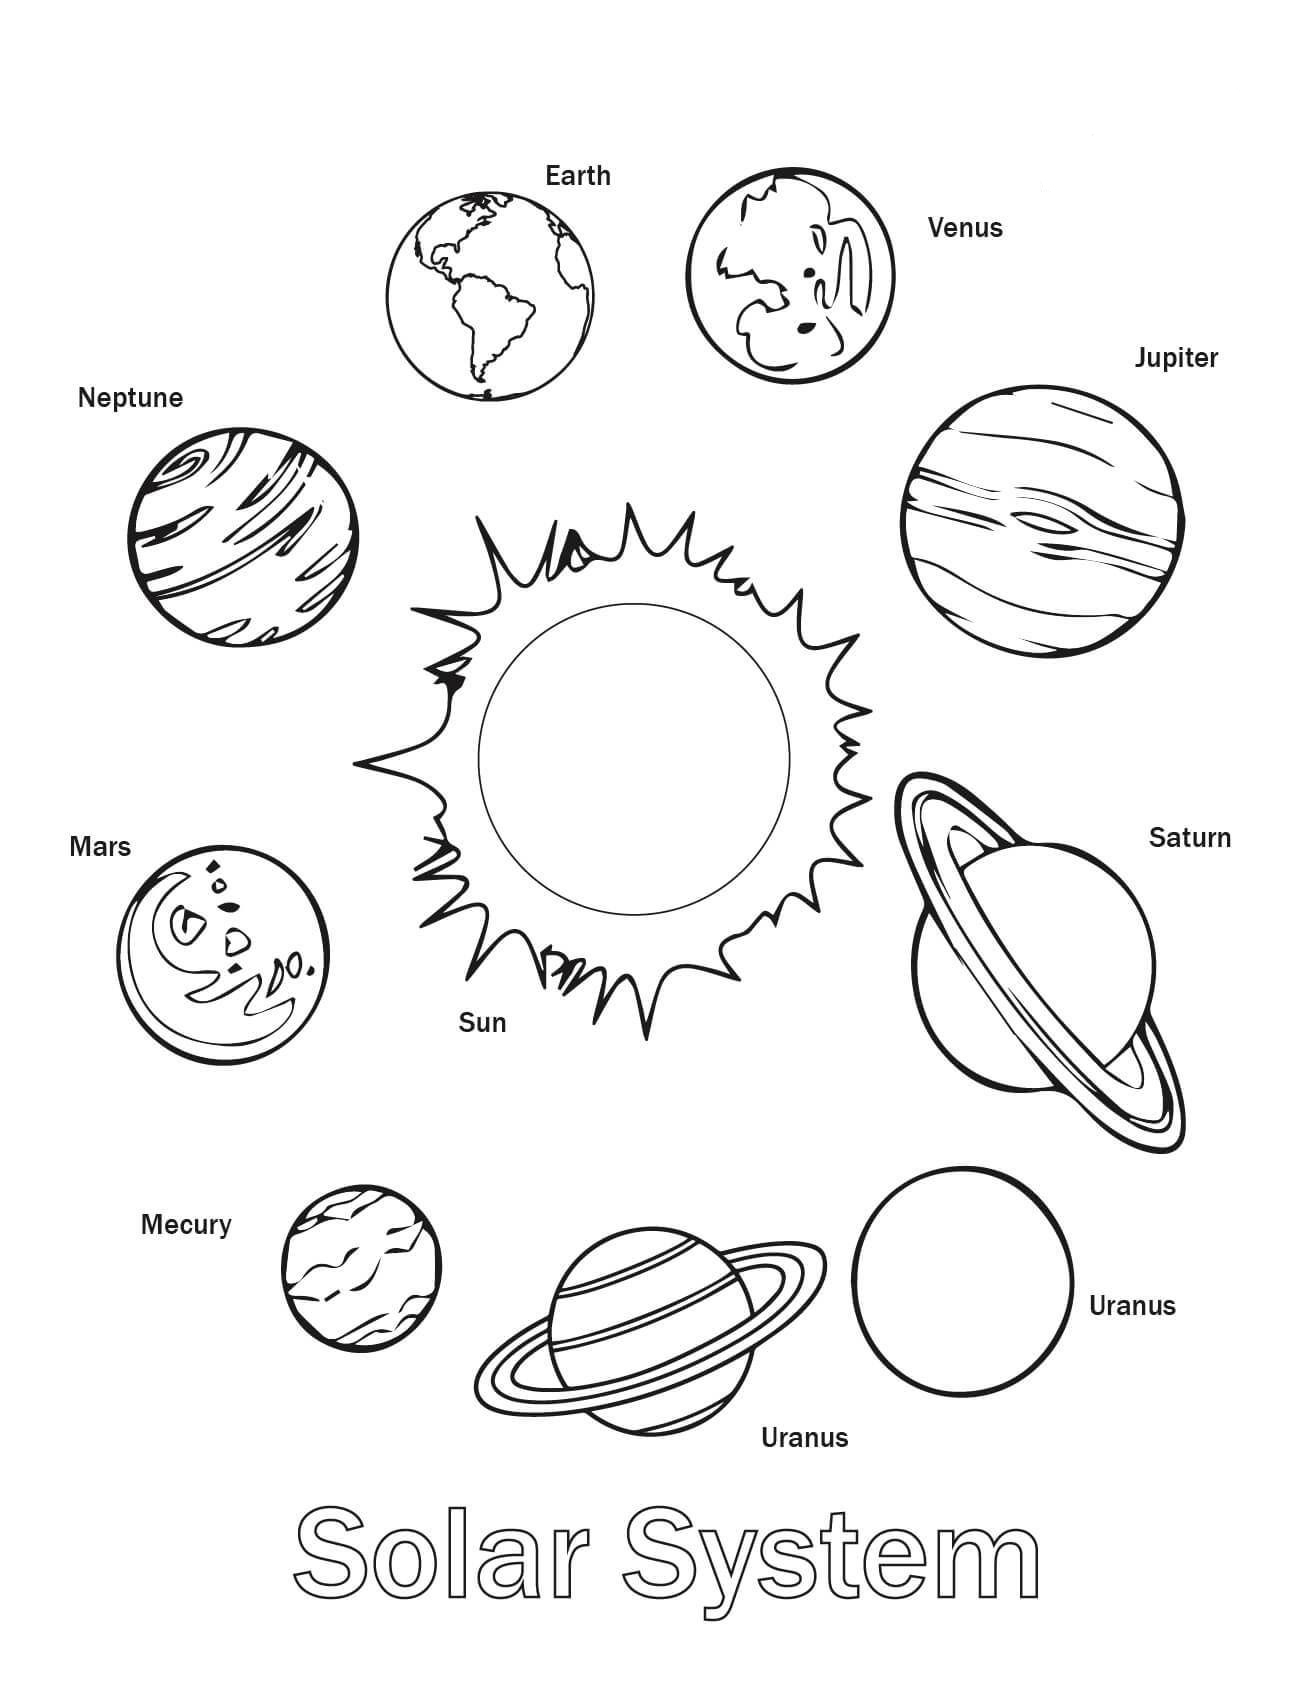 Earth
Venus
Jupiter
Neptune
Saturn
Mars
Sun
Mecury
Uranus
Uranus
Solar System